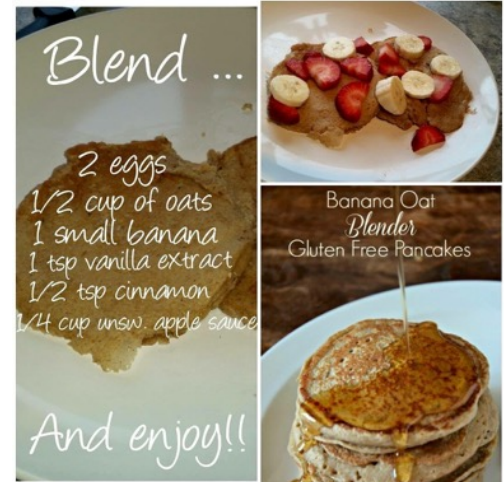 Blend ...
2 eggs
1/2 cup of oats
1 small banana
1 tsp vanilla extract
1/2 tsp cinnamon
1/4 cup unsw. apple sauce
And enjoy!!
Banana Oat
Blender
Gluten Free Pancakes